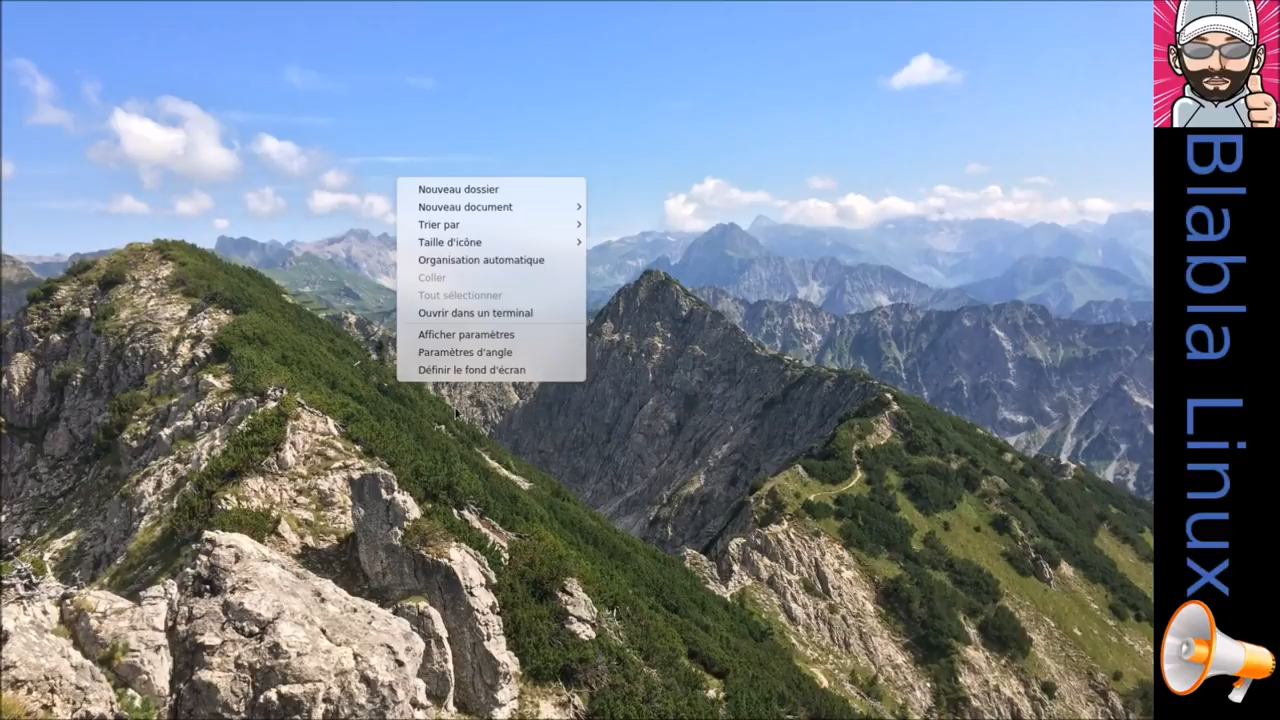 Nouveau dossier
Nouveau document
Trier par
Taille d'icône
Organisation automatique
Coller
Tout sélectionner
Ouvrir dans un terminal
Afficher paramètres
Paramètres d'angle
Définir le fond d'écran
Blabla Linux